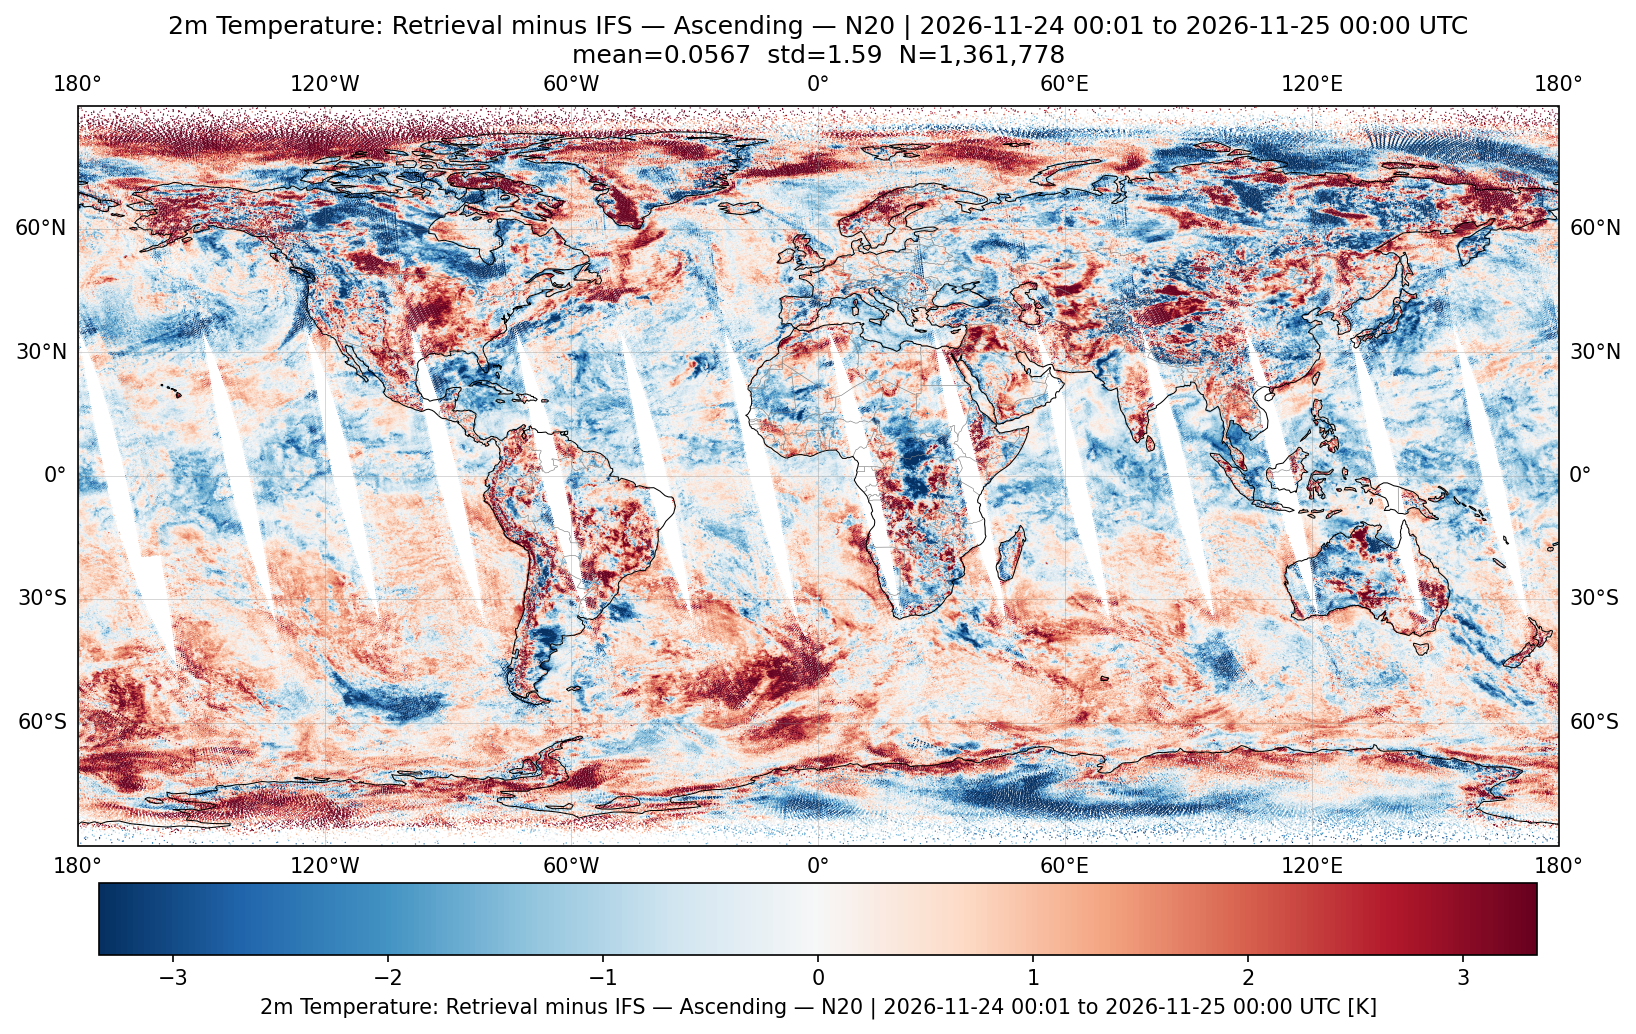 2m Temperature: Retrieval minus IFS — Ascending — N20 | 2026-11-24 00:01 to 2026-11-25 00:00 UTC
mean=0.0567 std=1.59 N=1,361,778
180° 120°W 60°W 0° 60°E 120°E 180°
60°N 60°N
30°N 30°N
0° 0°
30°S 30°S
60°S 60°S
180° 120°W 60°W 0° 60°E 120°E 180°
−3 −2 −1 0 1 2 3
2m Temperature: Retrieval minus IFS — Ascending — N20 | 2026-11-24 00:01 to 2026-11-25 00:00 UTC [K]